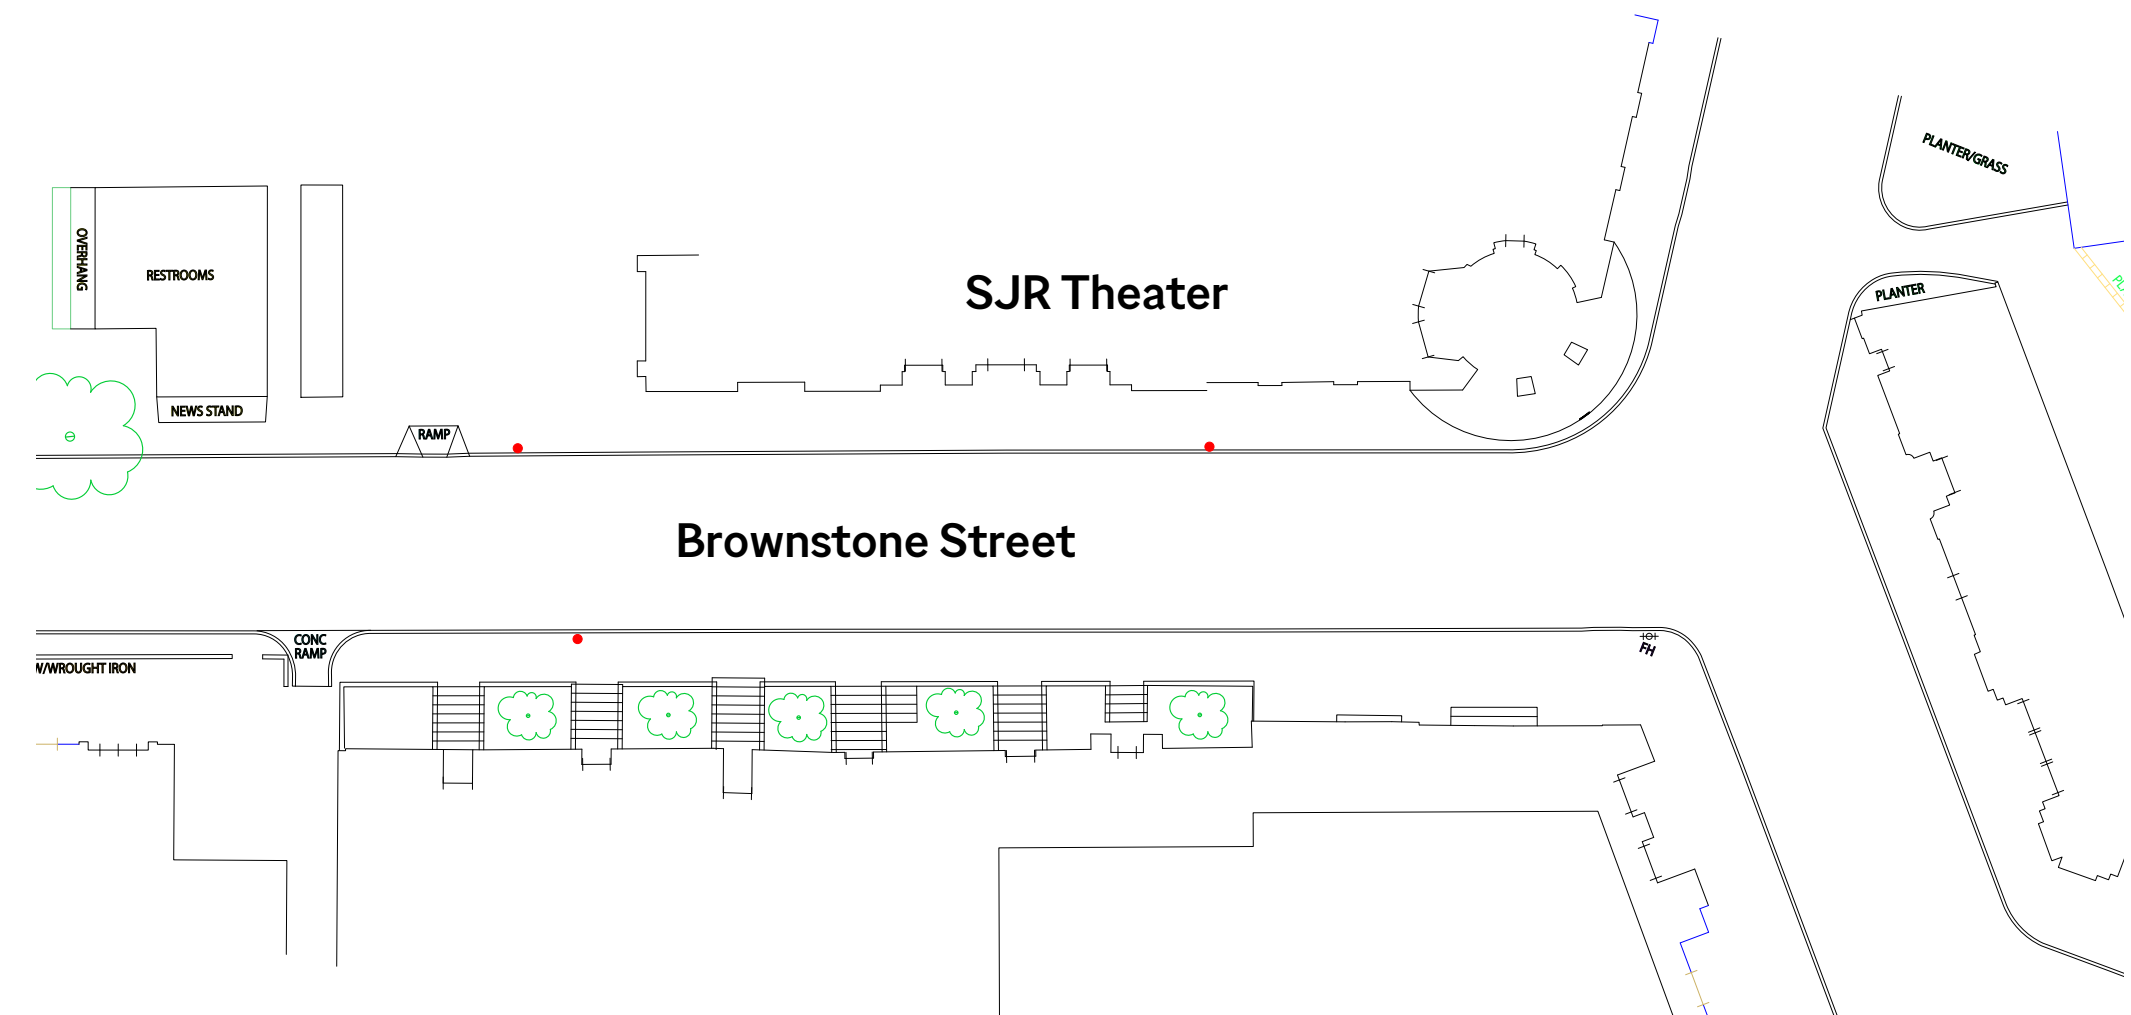 PLANTER/GRASS
OVERHANG
RESTROOMS
SJR Theater
PLANTER
NEWS STAND
RAMP
Brownstone Street
CONC
RAMP
FH
W/WROUGHT IRON